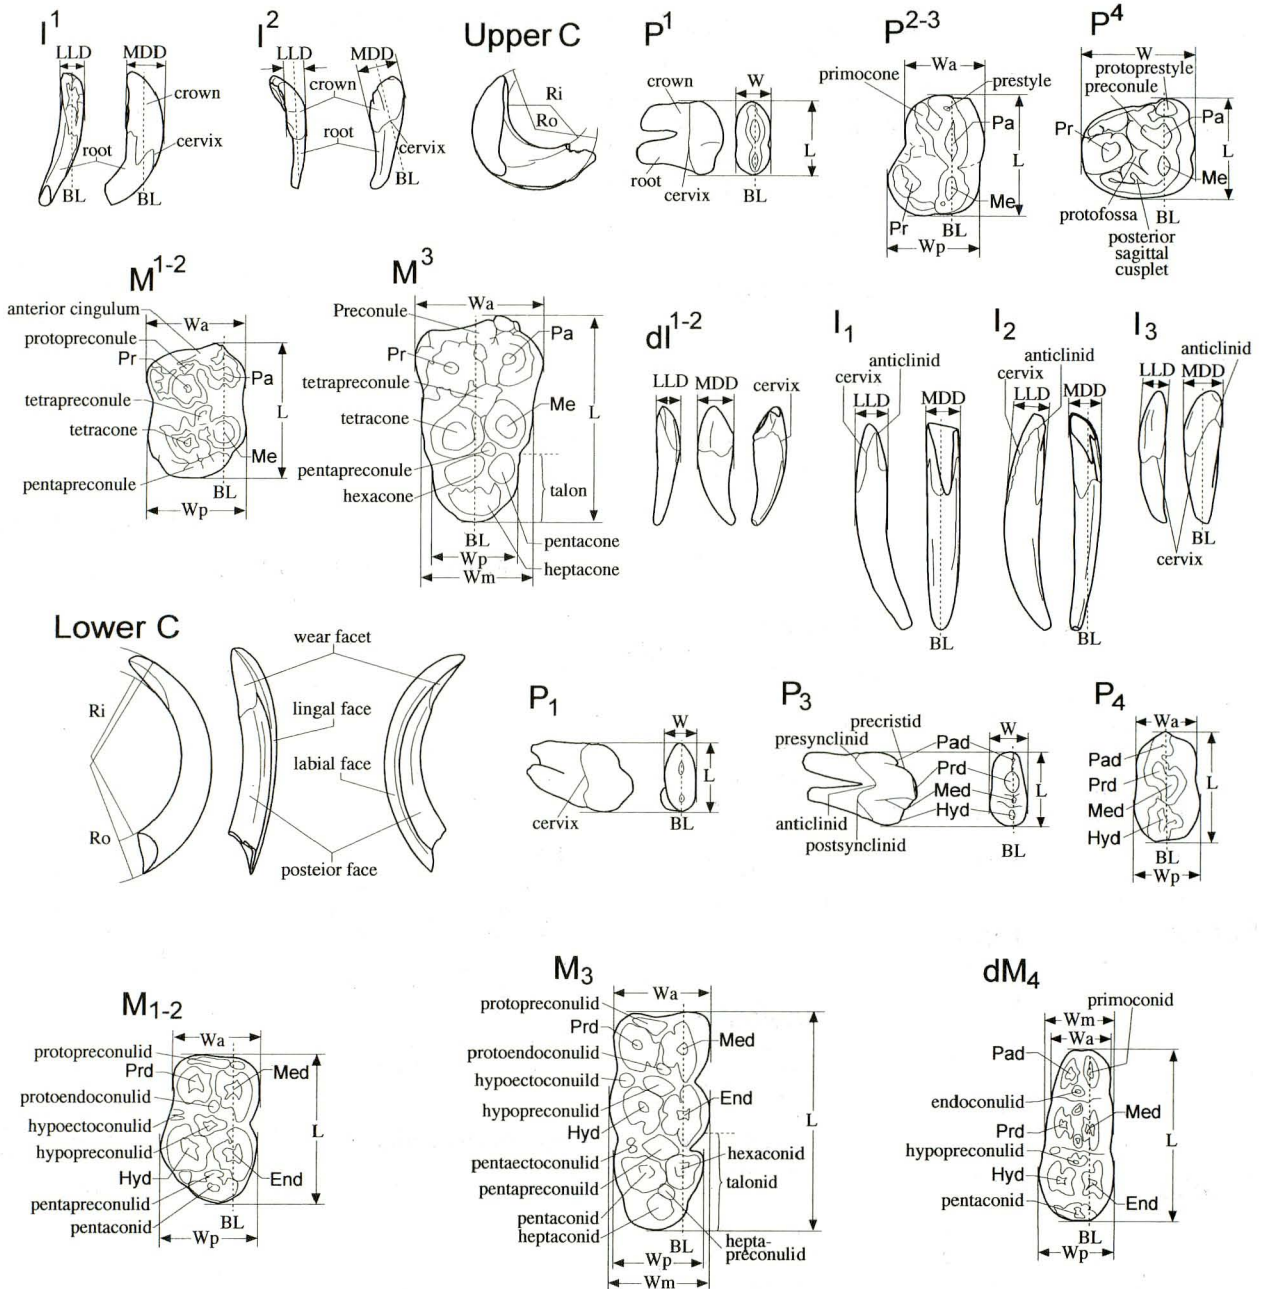 I1
LLD
MDD
crown
cervix
root
BL
BL
I2
LLD
MDD
crown
root
cervix
BL
Upper C
Ri
Ro
P1
crown
W
L
root
cervix
BL
P2-3
Wa
primocone
prestyle
Pa
L
Me
Pr
BL
Wp
P4
W
protoprestyle
preconule
Pr
Pa
L
Me
protofossa
BL
posterior
sagittal
cusplet
M1-2
anterior cingulum
Wa
protopreconule
Pr
Pa
tetrapreconule
L
tetracone
Me
pentapreconule
BL
Wp
M3
Wa
Preconule
Pa
Pr
tetrapreconule
Me
L
tetracone
pentapreconule
hexacone
talon
BL
pentacone
Wp
heptacone
Wm
dI1-2
LLD
MDD
cervix
I1
anticlinid
cervix
LLD
MDD
BL
I2
anticlinid
cervix
LLD
MDD
BL
I3
anticlinid
LLD
MDD
BL
cervix
Lower C
wear facet
Ri
lingal face
labial face
Ro
posteior face
P1
W
L
cervix
BL
P3
precristid
W
presynclinid
Pad
Prd
L
Med
Hyd
anticlinid
postsynclinid
BL
P4
Wa
Pad
Prd
L
Med
Hyd
BL
Wp
M1-2
Wa
protopreconulid
Prd
Med
protoendoconulid
hypoectoconulid
L
hypopreconulid
Hyd
End
pentapreconulid
pentaconid
BL
Wp
M3
Wa
protopreconulid
Prd
Med
protoendoconulid
hypoectoconuild
End
hypopreconulid
L
Hyd
hexaconid
pentaectoconulid
talonid
pentapreconuild
pentaconid
heptaconid
hepta-
preconulid
BL
Wp
Wm
dM4
primoconid
Wm
Wa
Pad
endoconulid
Med
Prd
L
hypopreconulid
Hyd
End
pentaconid
BL
Wp